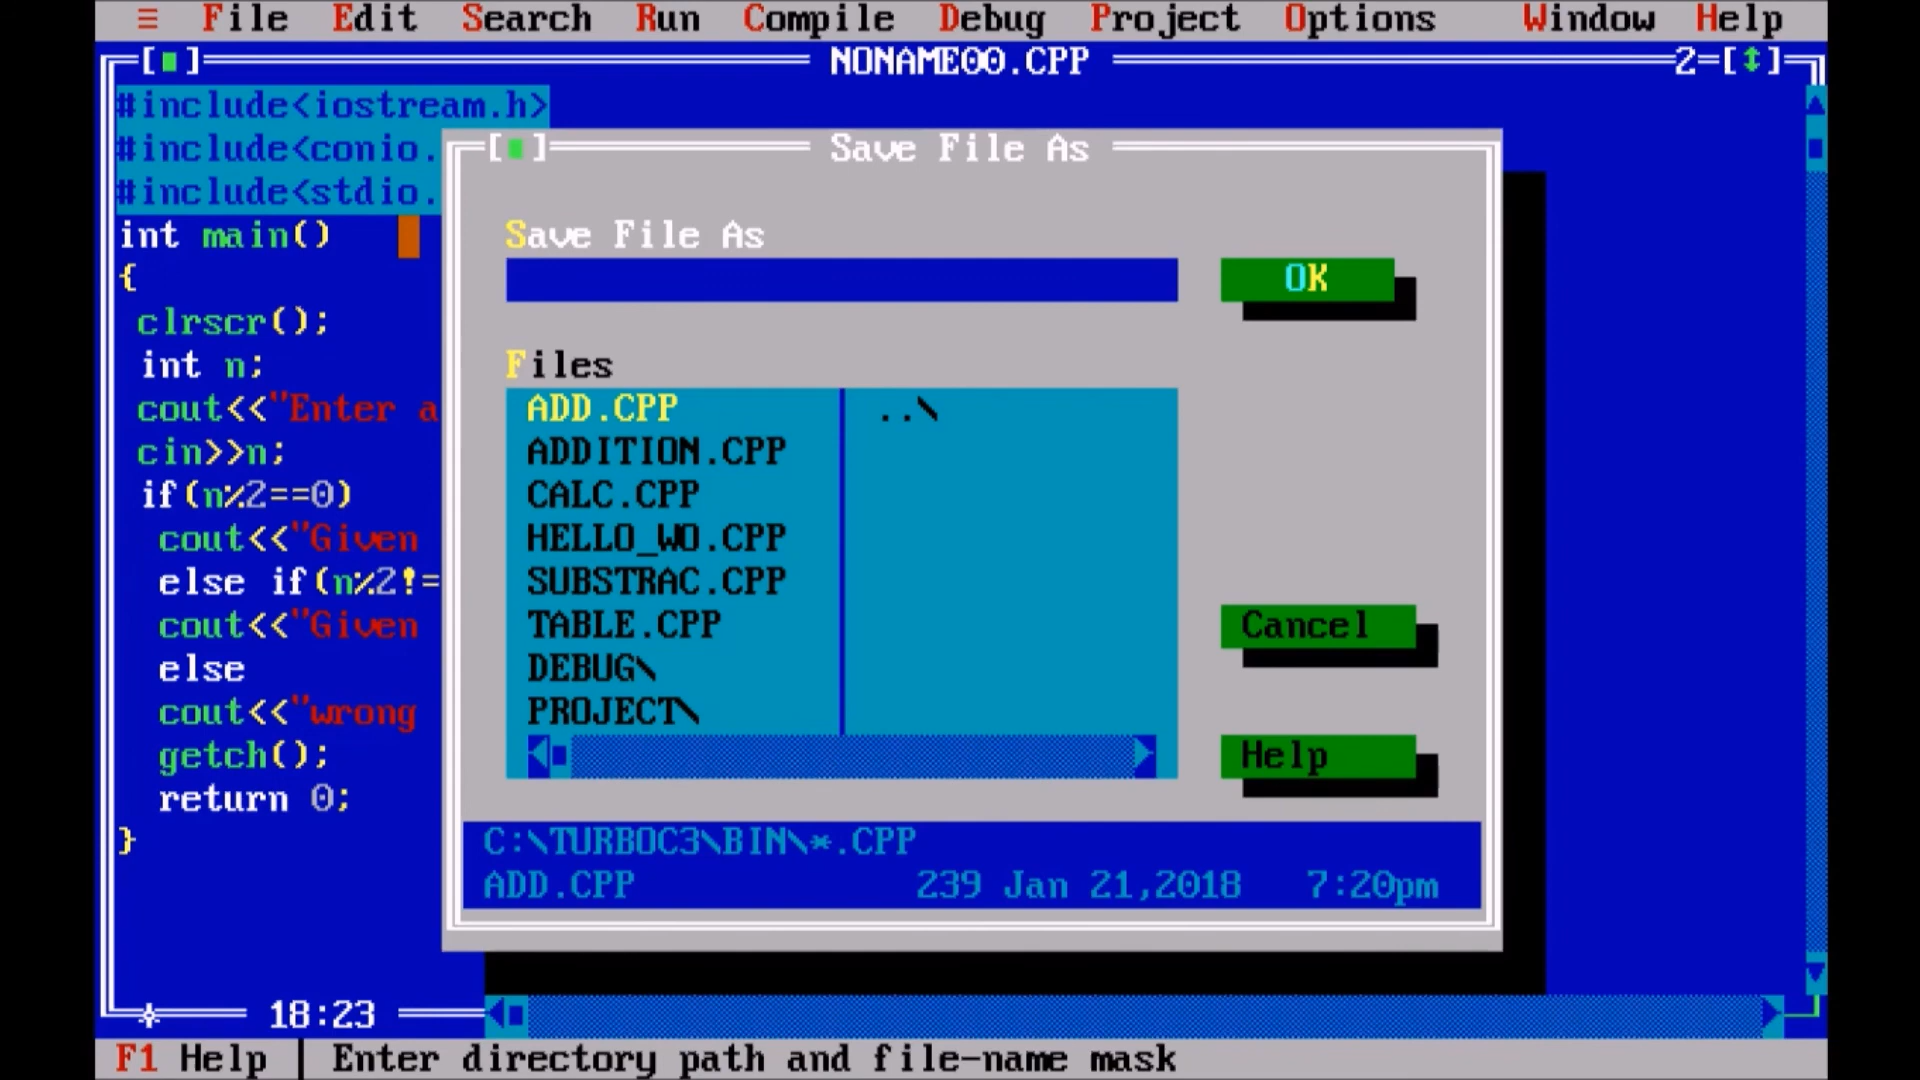 ≡ File Edit Search Run Compile Debug Project Options Window Help
[■] NONAME00.CPP 2=[↕]
#include<iostream.h>
#include<conio.
#include<stdio.
int main()
{
clrscr();
int n;
cout<<"Enter a
cin>>n;
if(n%2==0)
cout<<"Given
else if(n%2!=
cout<<"Given
else
cout<<"wrong
getch();
return 0;
}
18:23
[■] Save File As
Save File As
OK
Files
ADD.CPP ..\
ADDITION.CPP
CALC.CPP
HELLO_WO.CPP
SUBSTRAC.CPP
TABLE.CPP
DEBUG\
PROJECT\
Cancel
Help
C:\TURBOC3\BIN\*.CPP
ADD.CPP 239 Jan 21,2018 7:20pm
F1 Help | Enter directory path and file-name mask